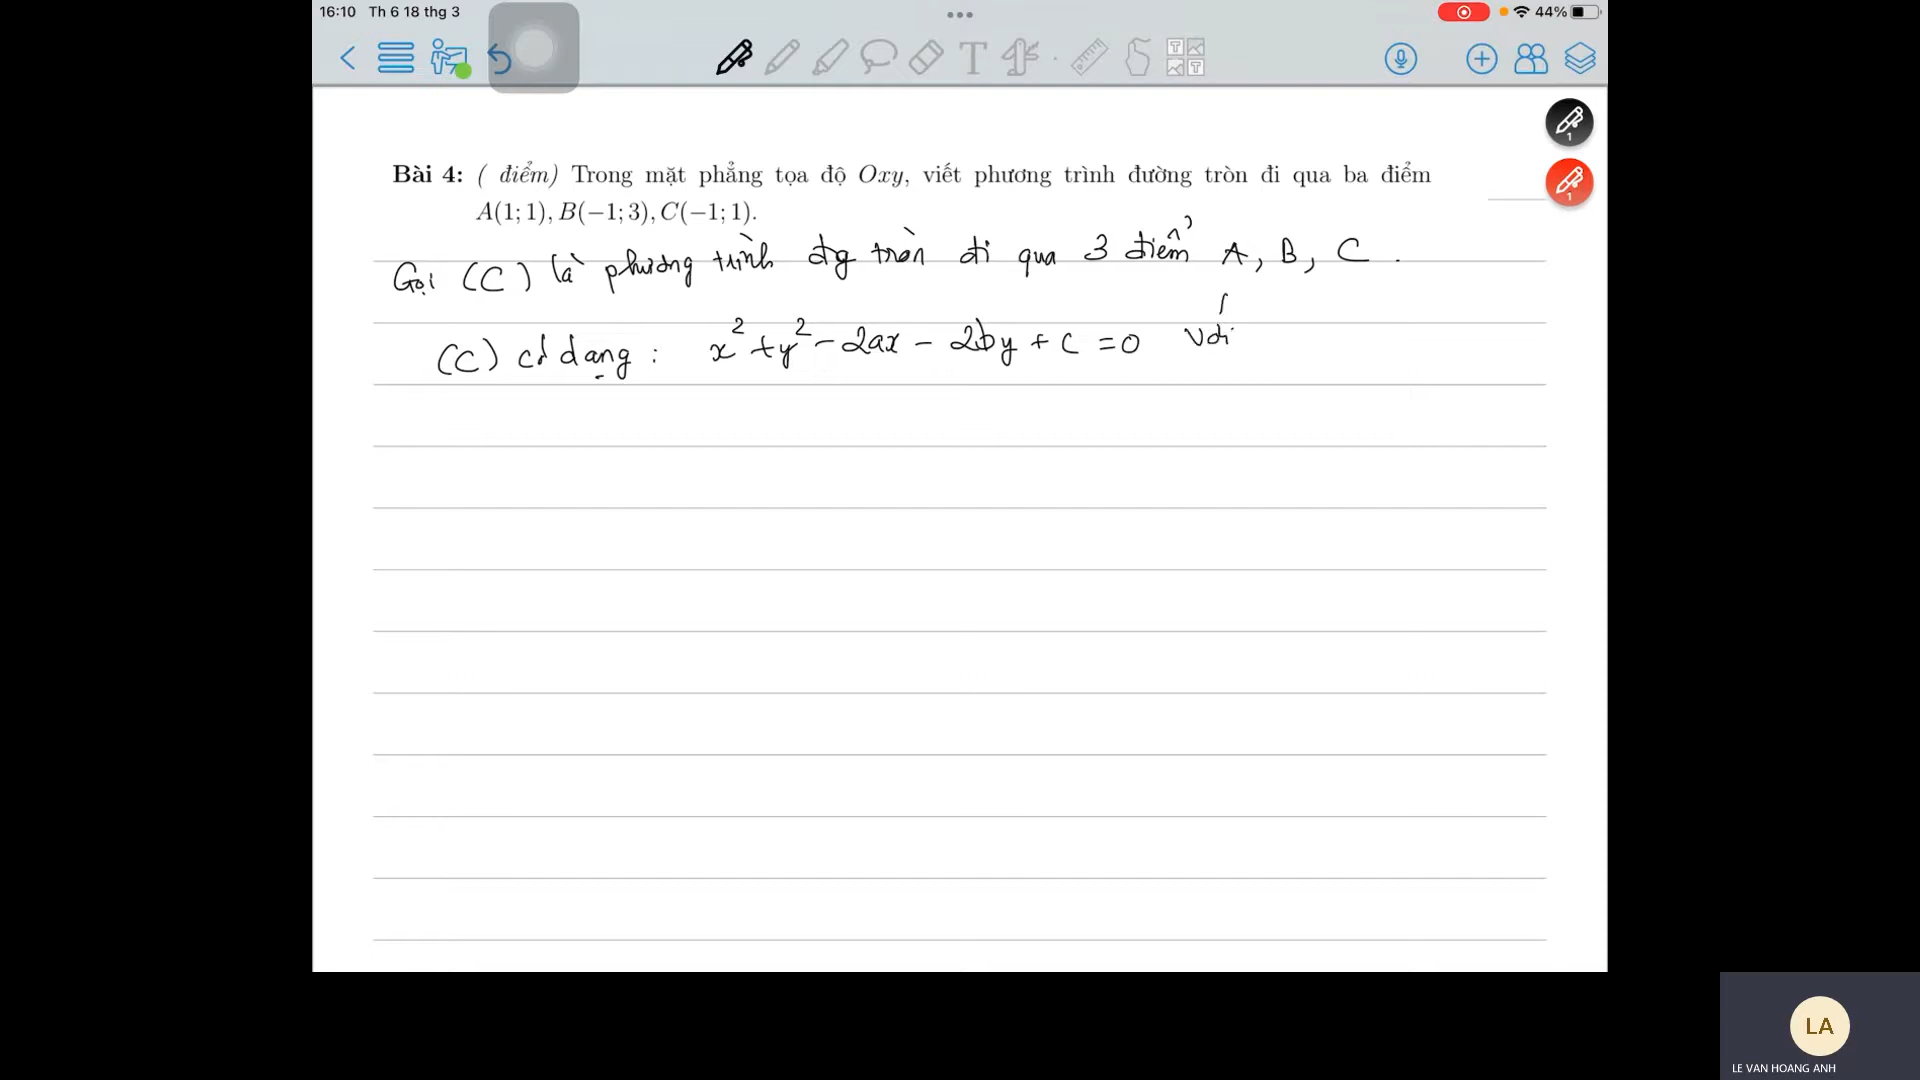 16:10 Th 6 18 thg 3
44%
Bài 4: ( điểm) Trong mặt phẳng tọa độ Oxy, viết phương trình đường tròn đi qua ba điểm
A(1; 1), B(−1; 3), C(−1; 1).
Gọi (C) là phương trình đg tròn đi qua 3 điểm A, B, C .
(C) có dạng : x² + y² − 2ax − 2by + c = 0 với
1
1
LA
LE VAN HOANG ANH